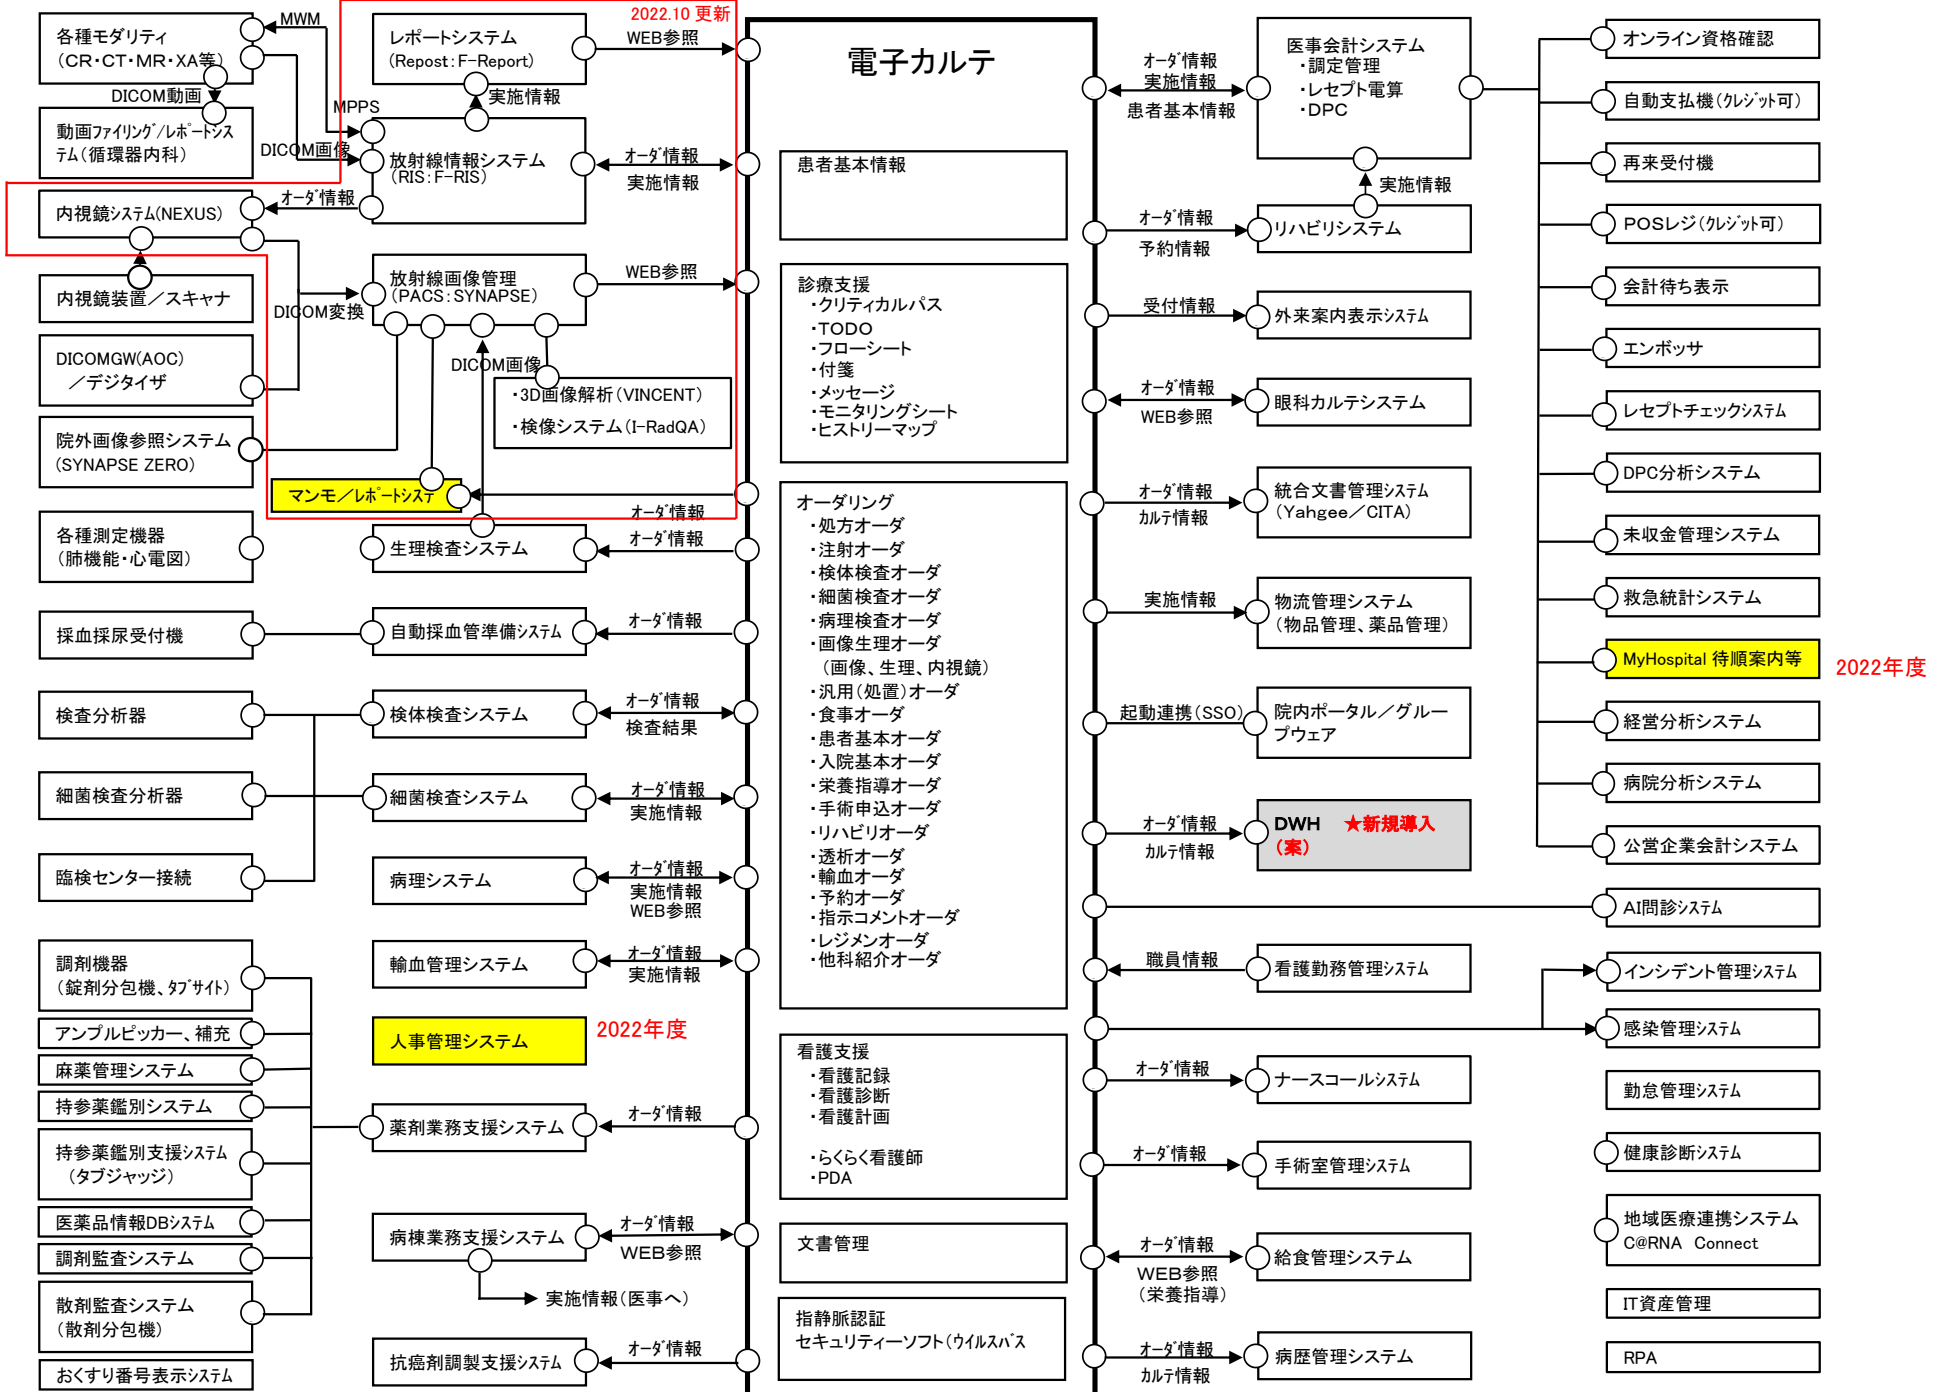 2022.10 更新
各種モダリティ
(CR・CT・MR・XA等)
MWM
DICOM動画
動画ファイリング/レポートシス
テム(循環器内科)
MPPS
DICOM画像
レポートシステム
(Repost:F-Report)
WEB参照
実施情報
放射線情報システム
(RIS:F-RIS)
オーダ情報
実施情報
内視鏡システム(NEXUS)
オーダ情報
内視鏡装置/スキャナ
DICOM変換
放射線画像管理
(PACS:SYNAPSE)
WEB参照
DICOMGW(AOC)
/デジタイザ
DICOM画像
・3D画像解析(VINCENT)
・検像システム(I-RadQA)
院外画像参照システム
(SYNAPSE ZERO)
マンモ/レポートシステ
オーダ情報
各種測定機器
(肺機能・心電図)
生理検査システム
オーダ情報
採血採尿受付機
自動採血管準備システム
オーダ情報
検査分析器
検体検査システム
オーダ情報
検査結果
細菌検査分析器
細菌検査システム
オーダ情報
実施情報
臨検センター接続
病理システム
オーダ情報
実施情報
WEB参照
輸血管理システム
オーダ情報
実施情報
人事管理システム
2022年度
調剤機器
(錠剤分包機、タブサイト)
アンプルピッカー、補充
麻薬管理システム
持参薬鑑別システム
持参薬鑑別支援システム
(タブジャッジ)
医薬品情報DBシステム
調剤監査システム
散剤監査システム
(散剤分包機)
おくすり番号表示システム
薬剤業務支援システム
オーダ情報
病棟業務支援システム
オーダ情報
WEB参照
実施情報(医事へ)
抗癌剤調製支援システム
オーダ情報
電子カルテ
患者基本情報
診療支援
・クリティカルパス
・TODO
・フローシート
・付箋
・メッセージ
・モニタリングシート
・ヒストリーマップ
オーダリング
・処方オーダ
・注射オーダ
・検体検査オーダ
・細菌検査オーダ
・病理検査オーダ
・画像生理オーダ
(画像、生理、内視鏡)
・汎用(処置)オーダ
・食事オーダ
・患者基本オーダ
・入院基本オーダ
・栄養指導オーダ
・手術申込オーダ
・リハビリオーダ
・透析オーダ
・輸血オーダ
・予約オーダ
・指示コメントオーダ
・レジメンオーダ
・他科紹介オーダ
看護支援
・看護記録
・看護診断
・看護計画
・らくらく看護師
・PDA
文書管理
指静脈認証
セキュリティーソフト(ウイルスバス
オーダ情報
実施情報
患者基本情報
医事会計システム
・調定管理
・レセプト電算
・DPC
実施情報
オーダ情報
予約情報
リハビリシステム
受付情報
外来案内表示システム
オーダ情報
WEB参照
眼科カルテシステム
オーダ情報
カルテ情報
統合文書管理システム
(Yahgee/CITA)
実施情報
物流管理システム
(物品管理、薬品管理)
起動連携(SSO)
院内ポータル/グルー
プウェア
オーダ情報
カルテ情報
DWH ★新規導入
(案)
職員情報
看護勤務管理システム
オーダ情報
ナースコールシステム
オーダ情報
手術室管理システム
オーダ情報
WEB参照
(栄養指導)
給食管理システム
オーダ情報
カルテ情報
病歴管理システム
オンライン資格確認
自動支払機(クレジット可)
再来受付機
POSレジ(クレジット可)
会計待ち表示
エンボッサ
レセプトチェックシステム
DPC分析システム
未収金管理システム
救急統計システム
MyHospital 待順案内等
2022年度
経営分析システム
病院分析システム
公営企業会計システム
AI問診システム
インシデント管理システム
感染管理システム
勤怠管理システム
健康診断システム
地域医療連携システム
C@RNA Connect
IT資産管理
RPA